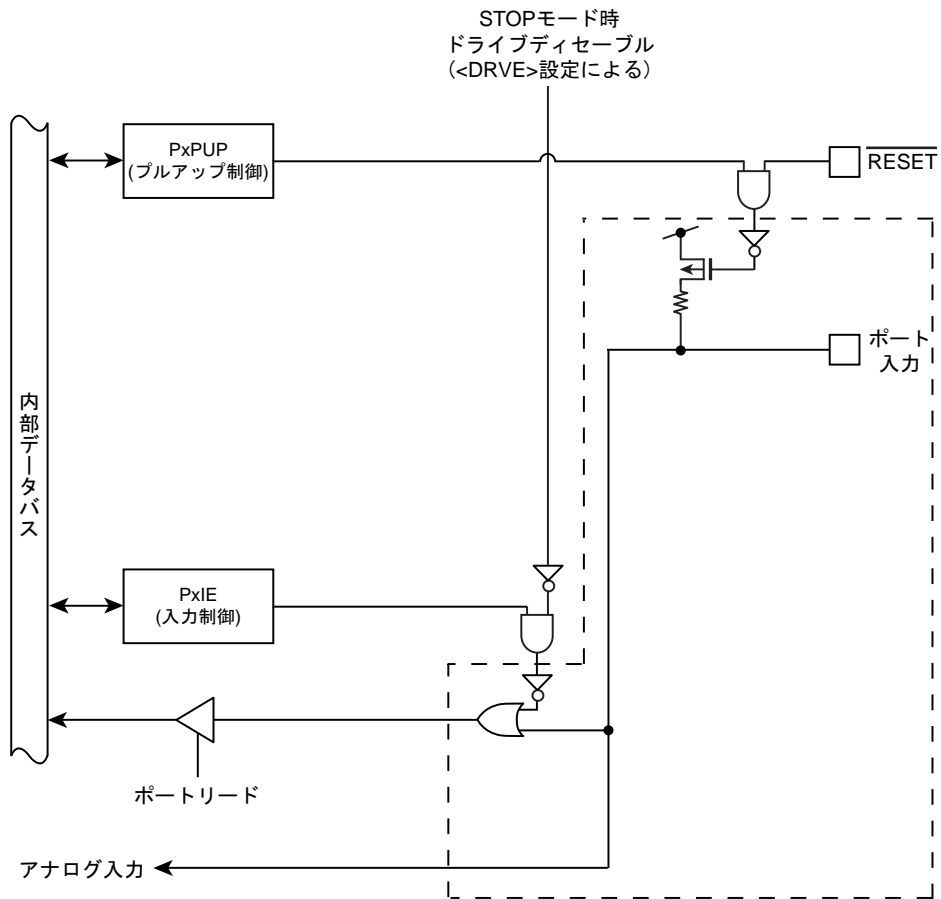 STOPモード時
ドライブディセーブル
(<DRVE>設定による)
PxPUP
(プルアップ制御)
RESET
ポート
入力
内部データバス
PxIE
(入力制御)
ポートリード
アナログ入力